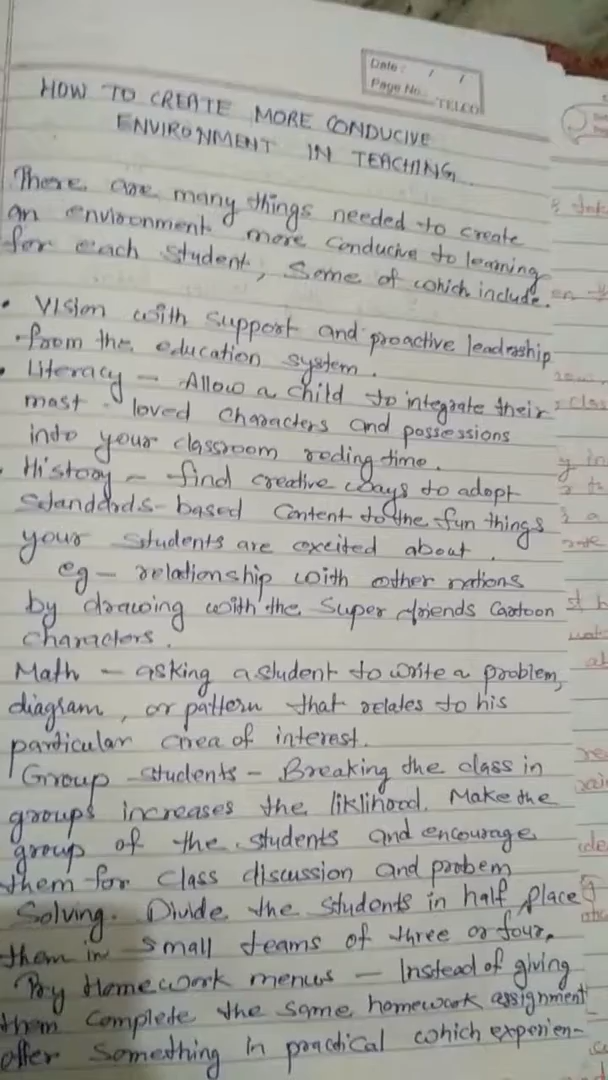 Date: / /
Page No.
TELCO
HOW TO CREATE MORE CONDUCIVE
ENVIRONMENT IN TEACHING
There are many things needed to create
an environment more conducive to learning
for each student, Some of which include.
• Vision with support and proactive leadership
from the education system.
• Literacy - Allow a child to integrate their
most loved characters and possessions
into your classroom reding time.
• History - find creative ways to adopt
Standards-based Content to the fun things
your students are excited about.
eg - relationship with other nations
by drawing with the Super friends Cartoon
characters.
Math - asking a student to write a problem,
diagram, or pattern that relates to his
particular area of interest.
Group students - Breaking the class in
groups increases the liklihood. Make the
group of the students and encourage
them for class discussion and probem
Solving. Divide the students in half place
them in small teams of three or four,
By Homework menus - Instead of giving
them complete the same homework assignment
offer something in practical which experien-